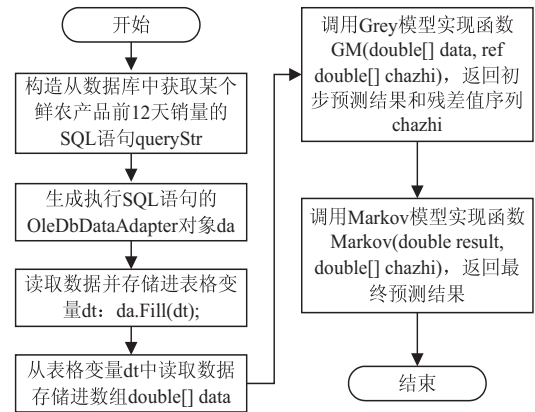 开始
构造从数据库中获取某个
鲜农产品前12天销量的
SQL语句queryStr
生成执行SQL语句的
OleDbDataAdapter对象da
读取数据并存储进表格变
量dt：da.Fill(dt);
从表格变量dt中读取数据
存储进数组double[] data
调用Grey模型实现函数
GM(double[] data, ref
double[] chazhi)，返回初
步预测结果和残差值序列
chazhi
调用Markov模型实现函数
Markov(double result,
double[] chazhi)，返回最
终预测结果
结束